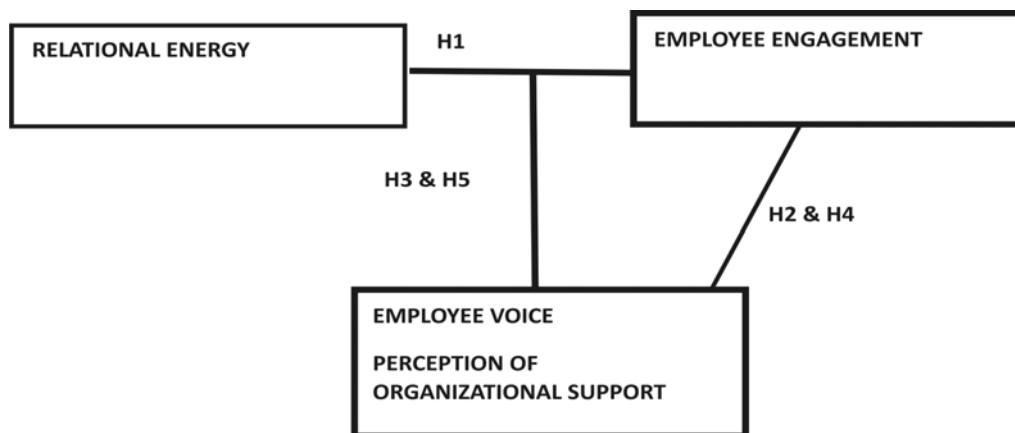 RELATIONAL ENERGY
H1
EMPLOYEE ENGAGEMENT
H3 & H5
H2 & H4
EMPLOYEE VOICE
PERCEPTION OF
ORGANIZATIONAL SUPPORT